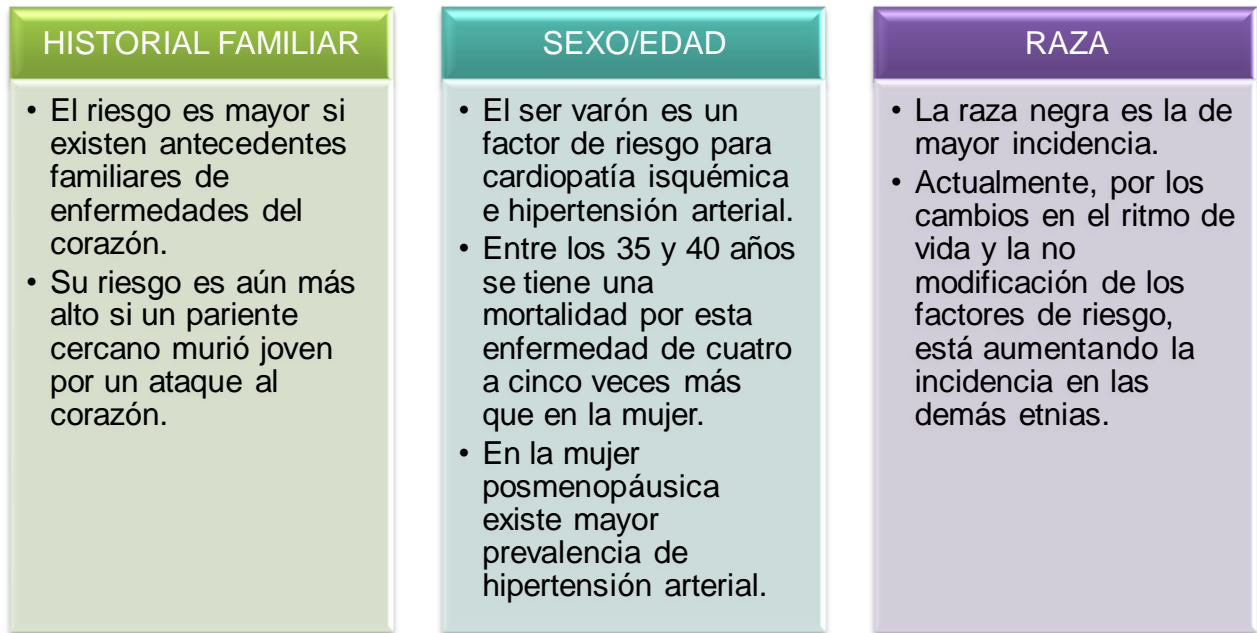 HISTORIAL FAMILIAR
• El riesgo es mayor si
existen antecedentes
familiares de
enfermedades del
corazón.
• Su riesgo es aún más
alto si un pariente
cercano murió joven
por un ataque al
corazón.
SEXO/EDAD
• El ser varón es un
factor de riesgo para
cardiopatía isquémica
e hipertensión arterial.
• Entre los 35 y 40 años
se tiene una
mortalidad por esta
enfermedad de cuatro
a cinco veces más
que en la mujer.
• En la mujer
posmenopáusica
existe mayor
prevalencia de
hipertensión arterial.
RAZA
• La raza negra es la de
mayor incidencia.
• Actualmente, por los
cambios en el ritmo de
vida y la no
modificación de los
factores de riesgo,
está aumentando la
incidencia en las
demás etnias.